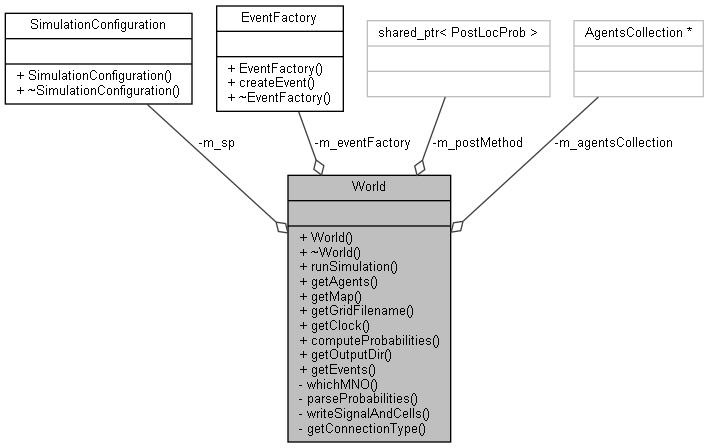 SimulationConfiguration
+ SimulationConfiguration()
+ ~SimulationConfiguration()
EventFactory
+ EventFactory()
+ createEvent()
+ ~EventFactory()
shared_ptr< PostLocProb >
AgentsCollection *
-m_sp
-m_eventFactory
-m_postMethod
-m_agentsCollection
World
+ World()
+ ~World()
+ runSimulation()
+ getAgents()
+ getMap()
+ getGridFilename()
+ getClock()
+ computeProbabilities()
+ getOutputDir()
+ getEvents()
- whichMNO()
- parseProbabilities()
- writeSignalAndCells()
- getConnectionType()